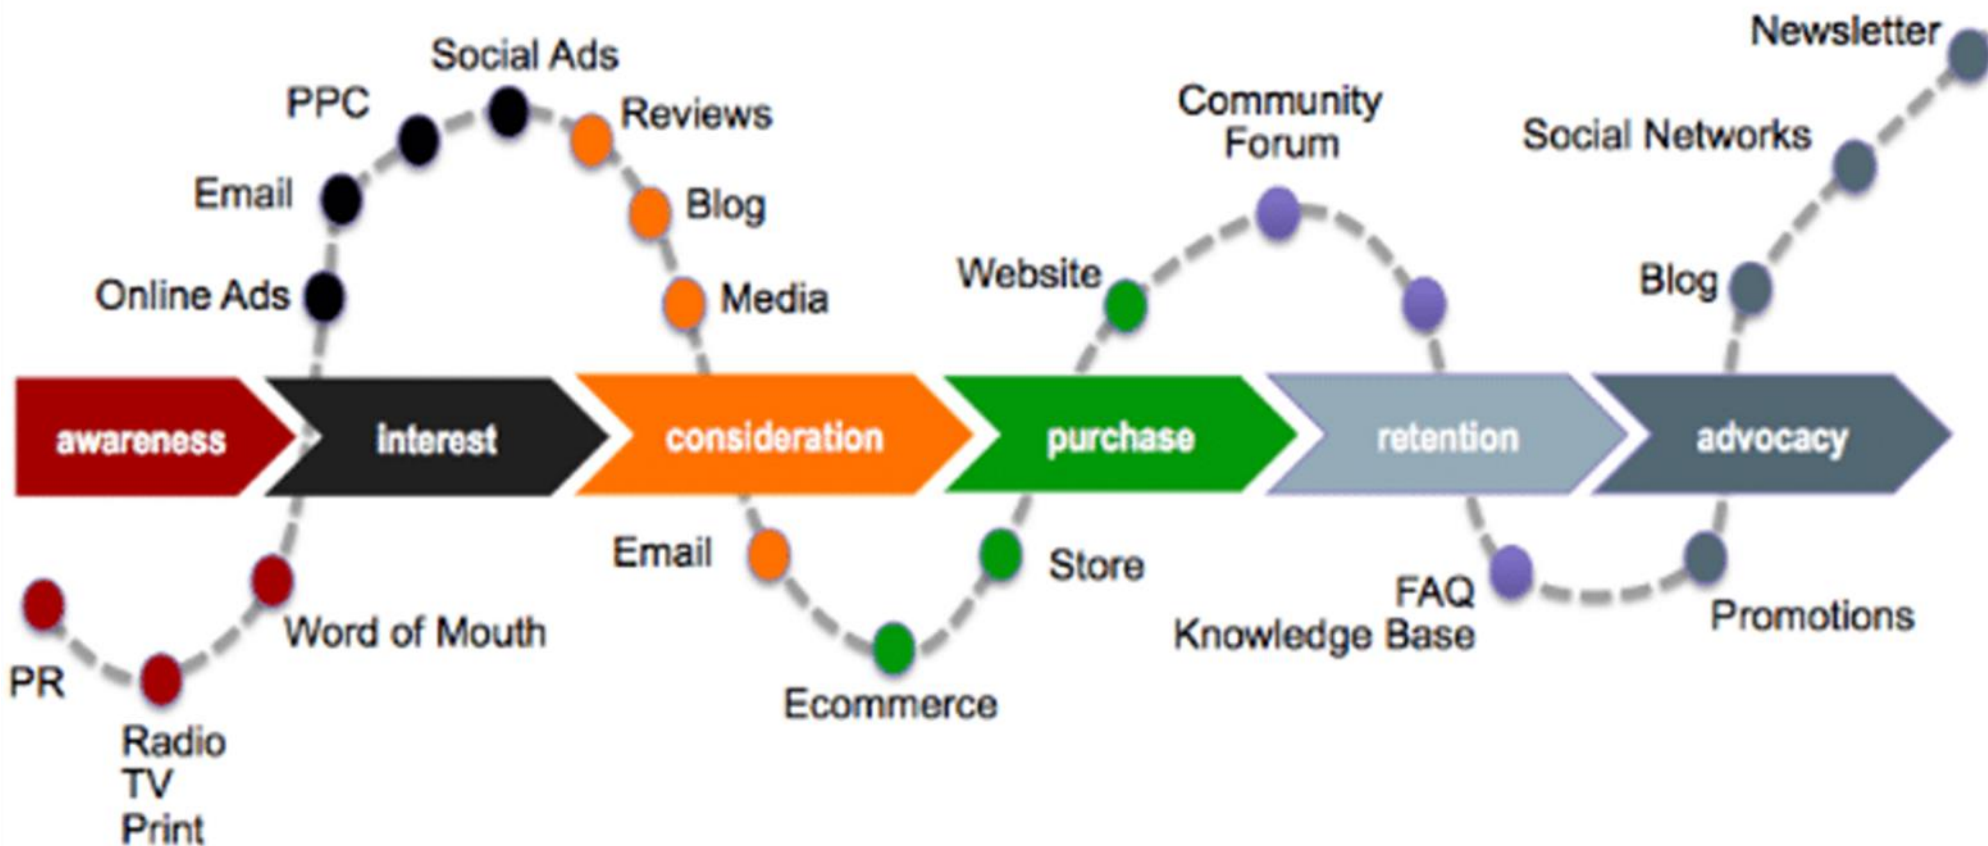 Social Ads
PPC
Reviews
Email
Blog
Online Ads
Media
Community
Forum
Website
Newsletter
Social Networks
Blog
awareness
interest
consideration
purchase
retention
advocacy
PR
Radio
TV
Print
Word of Mouth
Email
Ecommerce
Store
FAQ
Knowledge Base
Promotions